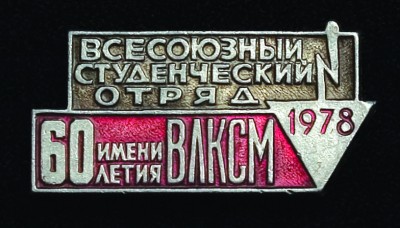 ВСЕСОЮЗНЫЙ
СТУДЕНЧЕСКИЙ
ОТРЯД
1978
60 ИМЕНИ ЛЕТИЯ ВЛКСМ